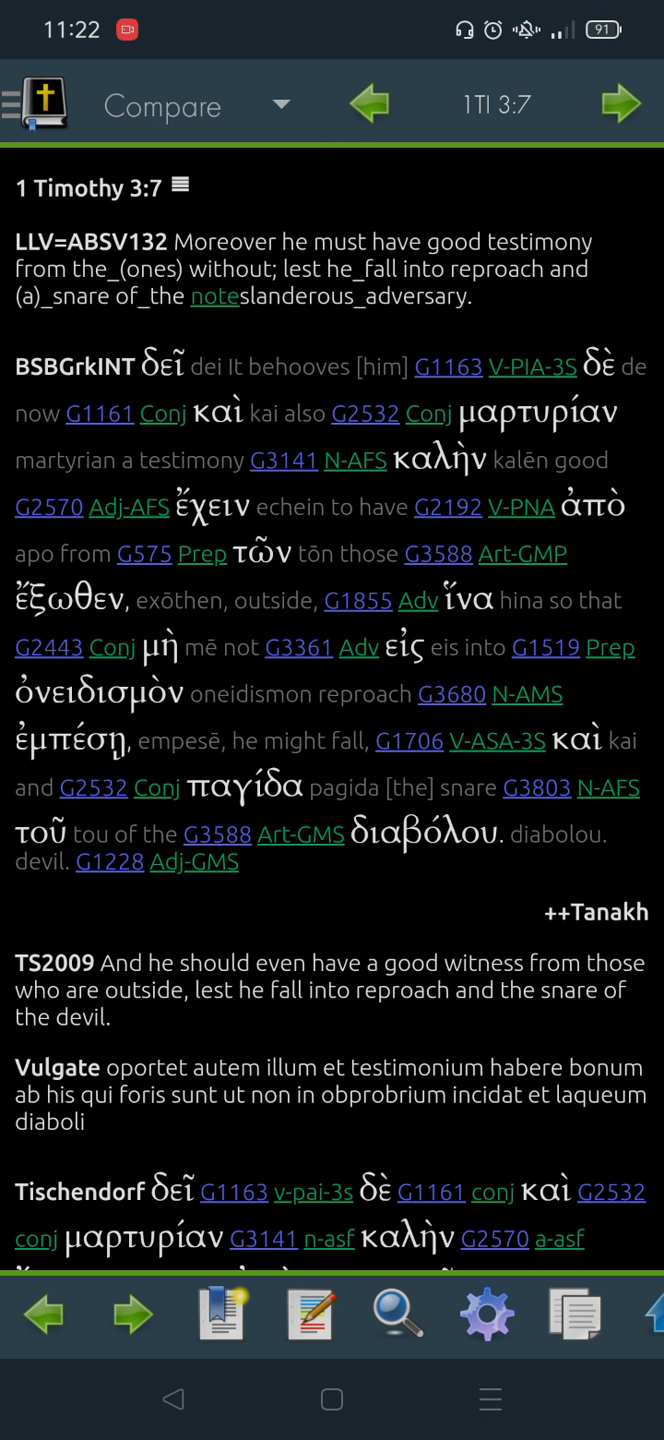 11:22
91
Compare
1TI 3:7
1 Timothy 3:7
LLV=ABSV132 Moreover he must have good testimony
from the_(ones) without; lest he_fall into reproach and
(a)_snare of_the noteslanderous_adversary.
BSBGrkINT δεῖ dei It behooves [him] G1163 V-PIA-3S δὲ de
now G1161 Conj καὶ kai also G2532 Conj μαρτυρίαν
martyrian a testimony G3141 N-AFS καλὴν kalēn good
G2570 Adj-AFS ἔχειν echein to have G2192 V-PNA ἀπὸ
apo from G575 Prep τῶν tōn those G3588 Art-GMP
ἔξωθεν, exōthen, outside, G1855 Adv ἵνα hina so that
G2443 Conj μὴ mē not G3361 Adv εἰς eis into G1519 Prep
ὀνειδισμὸν oneidismon reproach G3680 N-AMS
ἐμπέσῃ, empesē, he might fall, G1706 V-ASA-3S καὶ kai
and G2532 Conj παγίδα pagida [the] snare G3803 N-AFS
τοῦ tou of the G3588 Art-GMS διαβόλου. diabolou.
devil. G1228 Adj-GMS
++Tanakh
TS2009 And he should even have a good witness from those
who are outside, lest he fall into reproach and the snare of
the devil.
Vulgate oportet autem illum et testimonium habere bonum
ab his qui foris sunt ut non in obprobrium incidat et laqueum
diaboli
Tischendorf δεῖ G1163 v-pai-3s δὲ G1161 conj καὶ G2532
conj μαρτυρίαν G3141 n-asf καλὴν G2570 a-asf